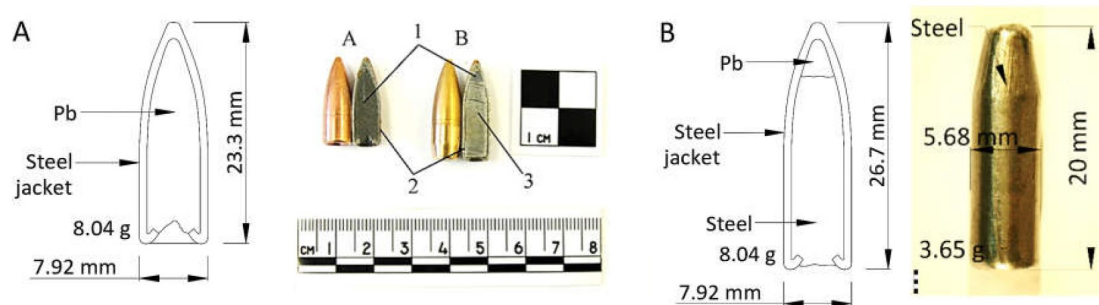 A
Pb
Steel
jacket
8.04 g
7.92 mm
23.3 mm
1
A
B
2
3
1 CM
CM 1 2 3 4 5 6 7 8
B
Pb
Steel
jacket
Steel
8.04 g
7.92 mm
26.7 mm
Steel
5.68 mm
3.65 g
20 mm